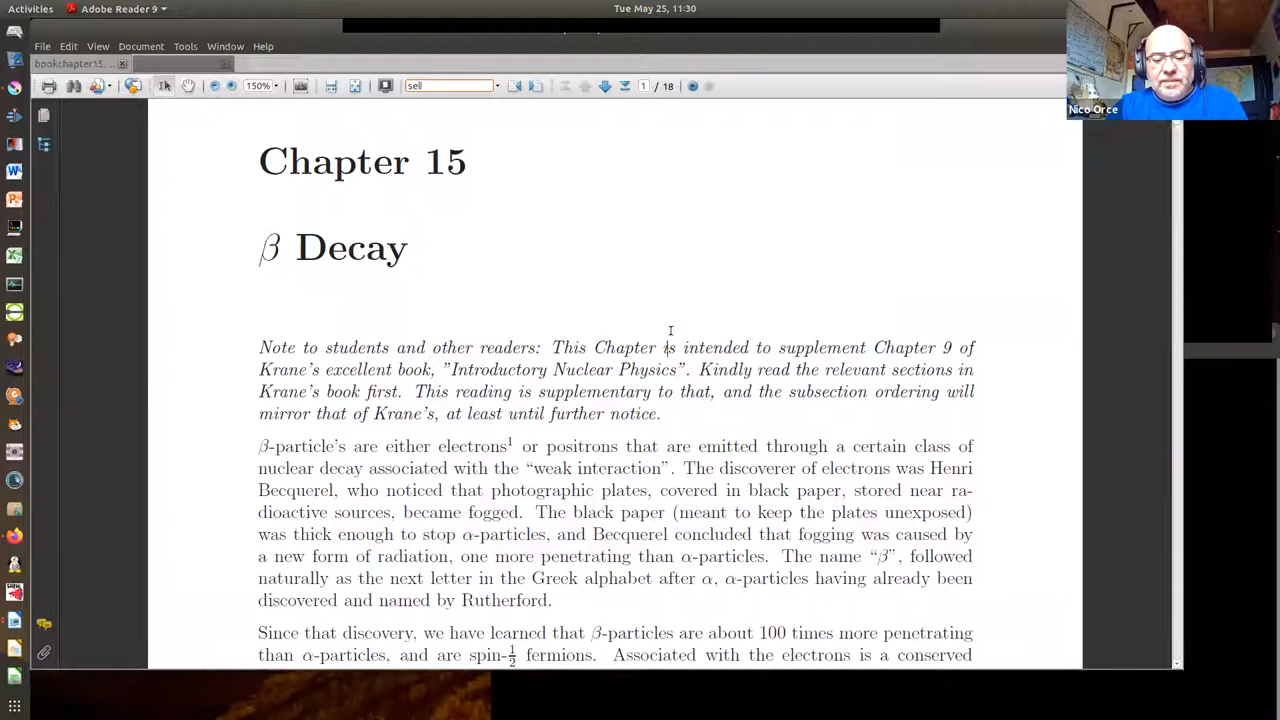 Activities Adobe Reader 9 Tue May 25, 11:30
File Edit View Document Tools Window Help
bookchapter15, ...
150% sell 1 / 18
Nico Orce
Chapter 15
β Decay
Note to students and other readers: This Chapter is intended to supplement Chapter 9 of
Krane's excellent book, "Introductory Nuclear Physics". Kindly read the relevant sections in
Krane's book first. This reading is supplementary to that, and the subsection ordering will
mirror that of Krane's, at least until further notice.
β-particle's are either electrons¹ or positrons that are emitted through a certain class of
nuclear decay associated with the “weak interaction”. The discoverer of electrons was Henri
Becquerel, who noticed that photographic plates, covered in black paper, stored near ra-
dioactive sources, became fogged. The black paper (meant to keep the plates unexposed)
was thick enough to stop α-particles, and Becquerel concluded that fogging was caused by
a new form of radiation, one more penetrating than α-particles. The name “β”, followed
naturally as the next letter in the Greek alphabet after α, α-particles having already been
discovered and named by Rutherford.
Since that discovery, we have learned that β-particles are about 100 times more penetrating
than α-particles, and are spin-½ fermions. Associated with the electrons is a conserved